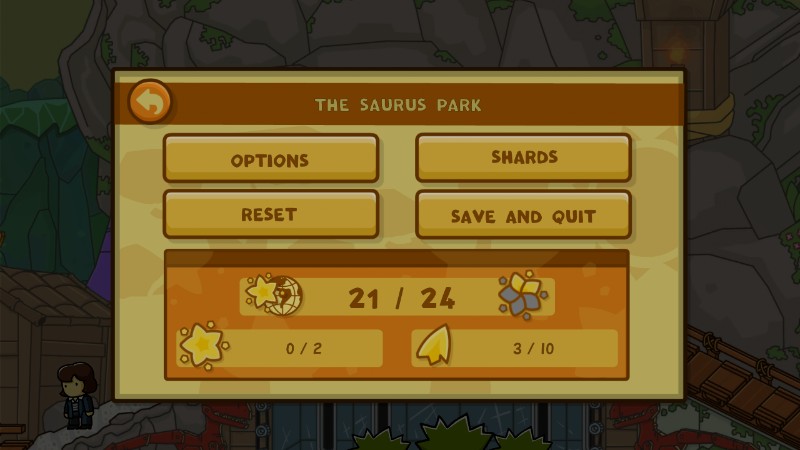 THE SAURUS PARK
OPTIONS
SHARDS
RESET
SAVE AND QUIT
21 / 24
0 / 2
3 / 10